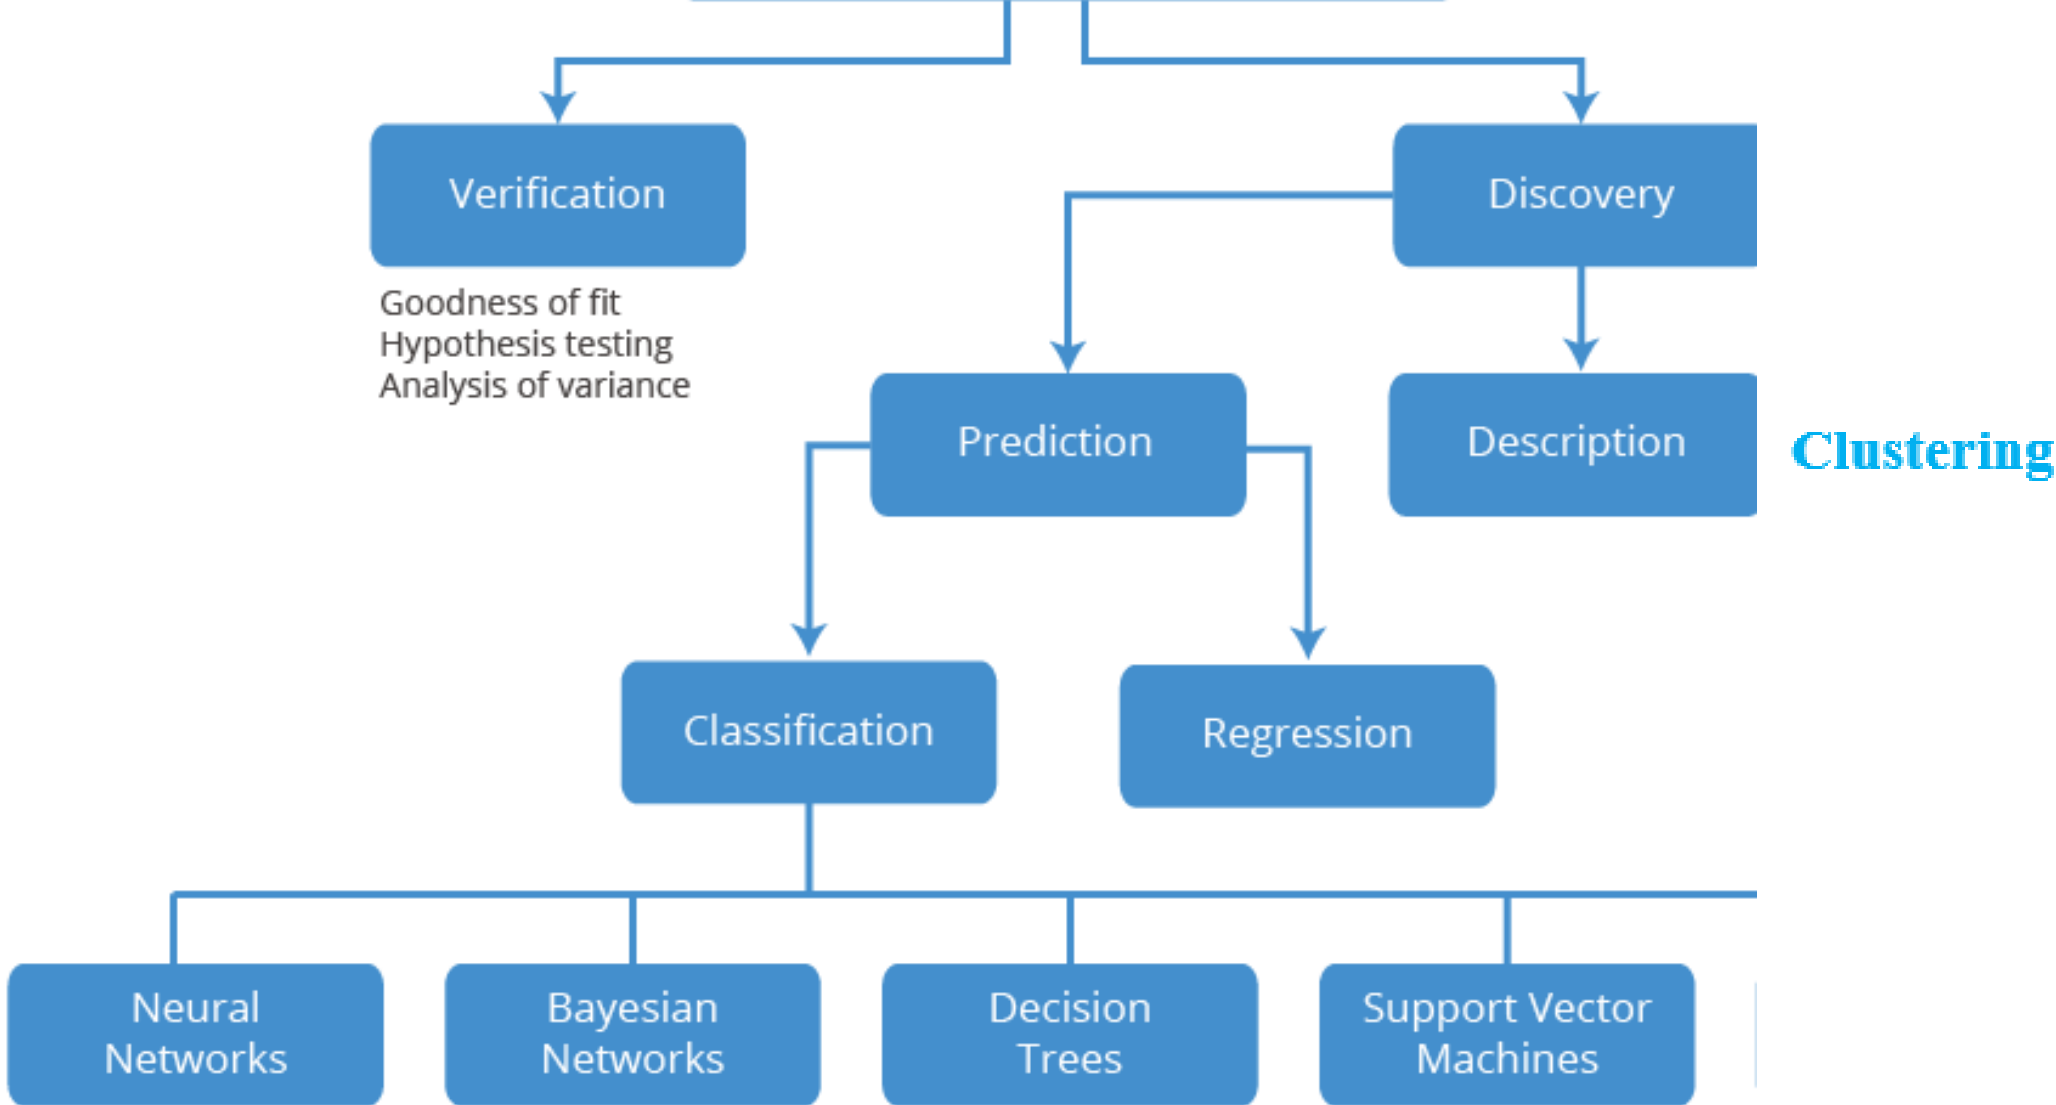 Verification
Discovery
Goodness of fit
Hypothesis testing
Analysis of variance
Prediction
Description
Clustering
Classification
Regression
Neural
Networks
Bayesian
Networks
Decision
Trees
Support Vector
Machines